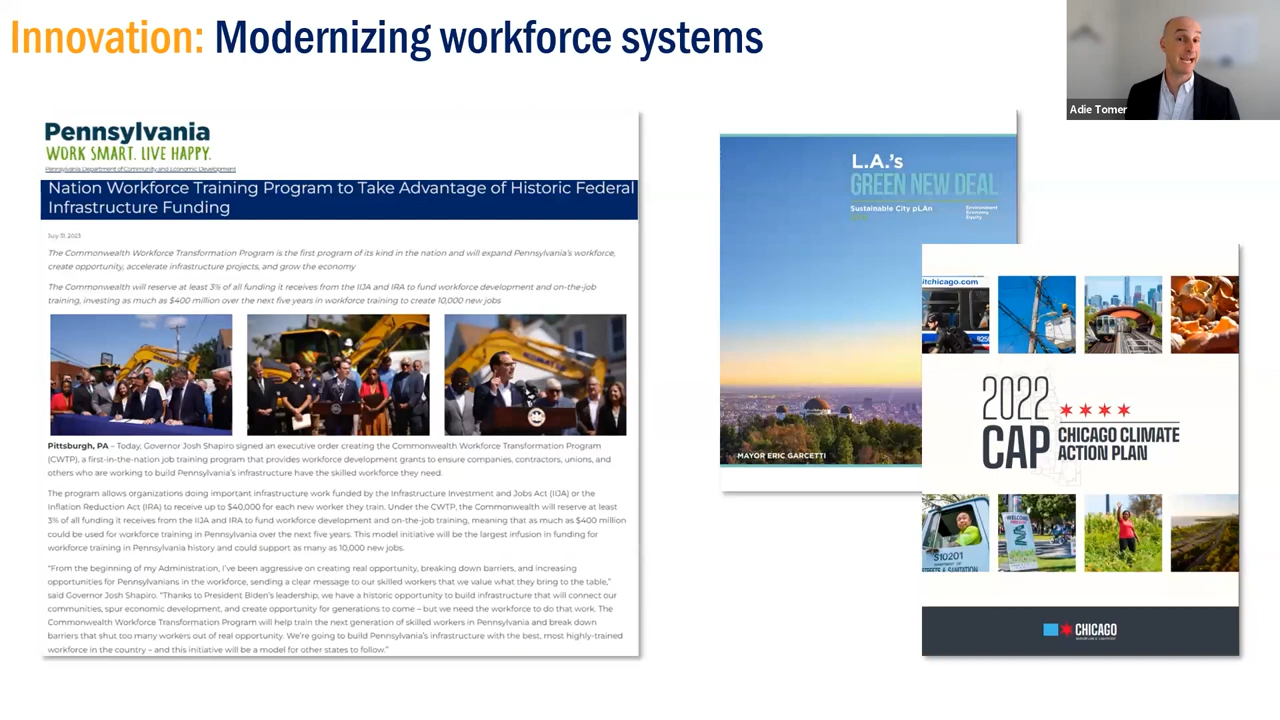 Innovation: Modernizing workforce systems
Adie Tomer
Pennsylvania
WORK SMART. LIVE HAPPY.
Pennsylvania Department of Community and Economic Development
Nation Workforce Training Program to Take Advantage of Historic Federal
Infrastructure Funding
July 31, 2023
The Commonwealth Workforce Transformation Program is the first program of its kind in the nation and will expand Pennsylvania's workforce,
create opportunity, accelerate infrastructure projects, and grow the economy
The Commonwealth will reserve at least 3% of all funding it receives from the IIJA and IRA to fund workforce development and on-the-job
training, investing as much as $400 million over the next five years in workforce training to create 10,000 new jobs
Pittsburgh, PA – Today, Governor Josh Shapiro signed an executive order creating the Commonwealth Workforce Transformation Program
(CWTP), a first-in-the-nation job training program that provides workforce development grants to ensure companies, contractors, unions, and
others who are working to build Pennsylvania's infrastructure have the skilled workforce they need.
The program allows organizations doing important infrastructure work funded by the Infrastructure Investment and Jobs Act (IIJA) or the
Inflation Reduction Act (IRA) to receive up to $40,000 for each new worker they train. Under the CWTP, the Commonwealth will reserve at least
3% of all funding it receives from the IIJA and IRA to fund workforce development and on-the-job training, meaning that as much as $400 million
could be used for workforce training in Pennsylvania over the next five years. This model initiative will be the largest infusion in funding for
workforce training in Pennsylvania history and could support as many as 10,000 new jobs.
"From the beginning of my Administration, I've been aggressive on creating real opportunity, breaking down barriers, and increasing
opportunities for Pennsylvanians in the workforce, sending a clear message to our skilled workers that we value what they bring to the table,"
said Governor Josh Shapiro. "Thanks to President Biden's leadership, we have a historic opportunity to build infrastructure that will connect our
communities, spur economic development, and create opportunity for generations to come – but we need the workforce to do that work. The
Commonwealth Workforce Transformation Program will help train the next generation of skilled workers in Pennsylvania and break down
barriers that shut too many workers out of real opportunity. We're going to build Pennsylvania's infrastructure with the best, most highly-trained
workforce in the country – and this initiative will be a model for other states to follow."
L.A.'s
GREEN NEW DEAL
Sustainable City pLAn
Environment
Economy
Equity
MAYOR ERIC GARCETTI
itchicago.com
2022
CAP
CHICAGO CLIMATE
ACTION PLAN
WELCOME
S10201
DEPARTMENT OF
CHICAGO